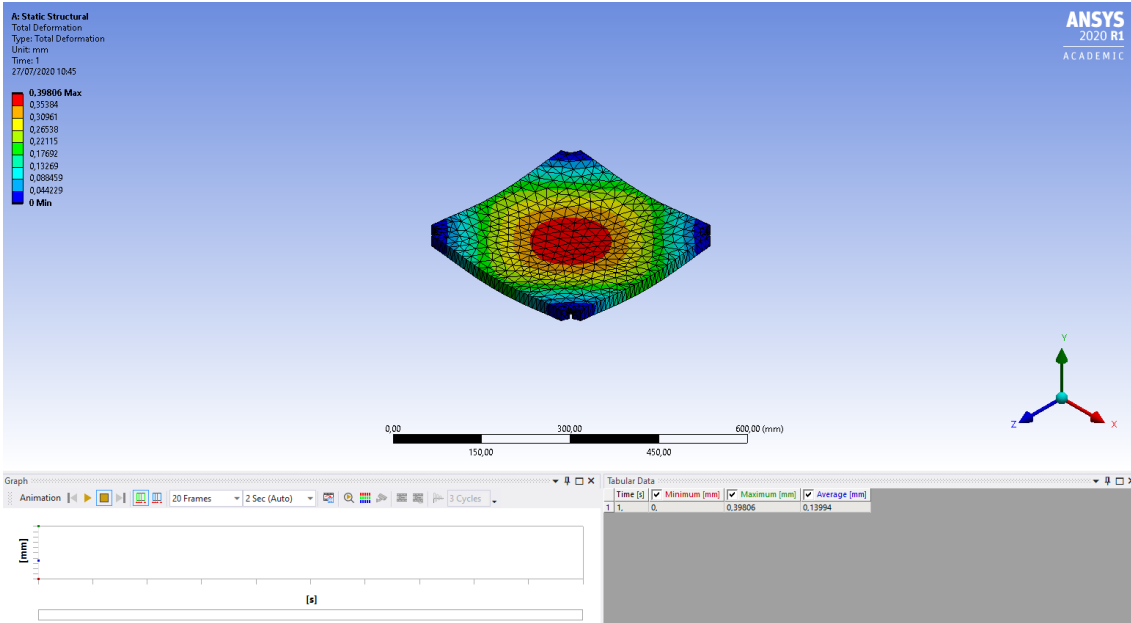 A: Static Structural
Total Deformation
Type: Total Deformation
Unit: mm
Time: 1
27/07/2020 10:45
0,39806 Max
0,35384
0,30961
0,26538
0,22115
0,17692
0,13269
0,088459
0,044229
0 Min
ANSYS
2020 R1
ACADEMIC
Y
Z
X
0,00 300,00 600,00 (mm)
150,00 450,00
Graph
Animation 20 Frames 2 Sec (Auto) 3 Cycles
[mm]
[s]
Tabular Data
Time [s] Minimum [mm] Maximum [mm] Average [mm]
1 1, 0, 0,39806 0,13994